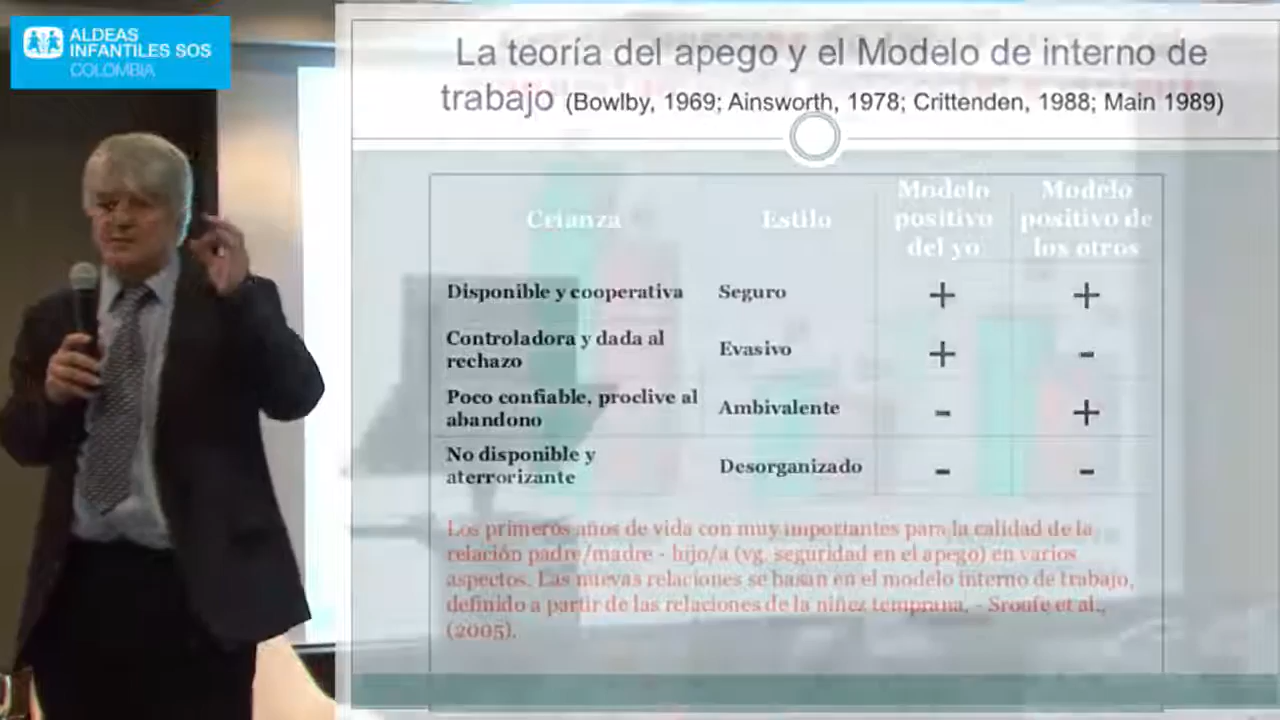 ALDEAS
INFANTILES SOS
COLOMBIA
La teoría del apego y el Modelo de interno de
trabajo (Bowlby, 1969; Ainsworth, 1978; Crittenden, 1988; Main 1989)
Crianza Estilo Modelo positivo del yo Modelo positivo de los otros
Disponible y cooperativa Seguro + +
Controladora y dada al rechazo Evasivo + -
Poco confiable, proclive al abandono Ambivalente - +
No disponible y aterrorizante Desorganizado - -
Los primeros años de vida con muy importantes para la calidad de la
relación padre/madre - hijo/a (vg. seguridad en el apego) en varios
aspectos. Las nuevas relaciones se basan en el modelo interno de trabajo,
definido a partir de las relaciones de la niñez temprana. - Sroufe et al.,
(2005).